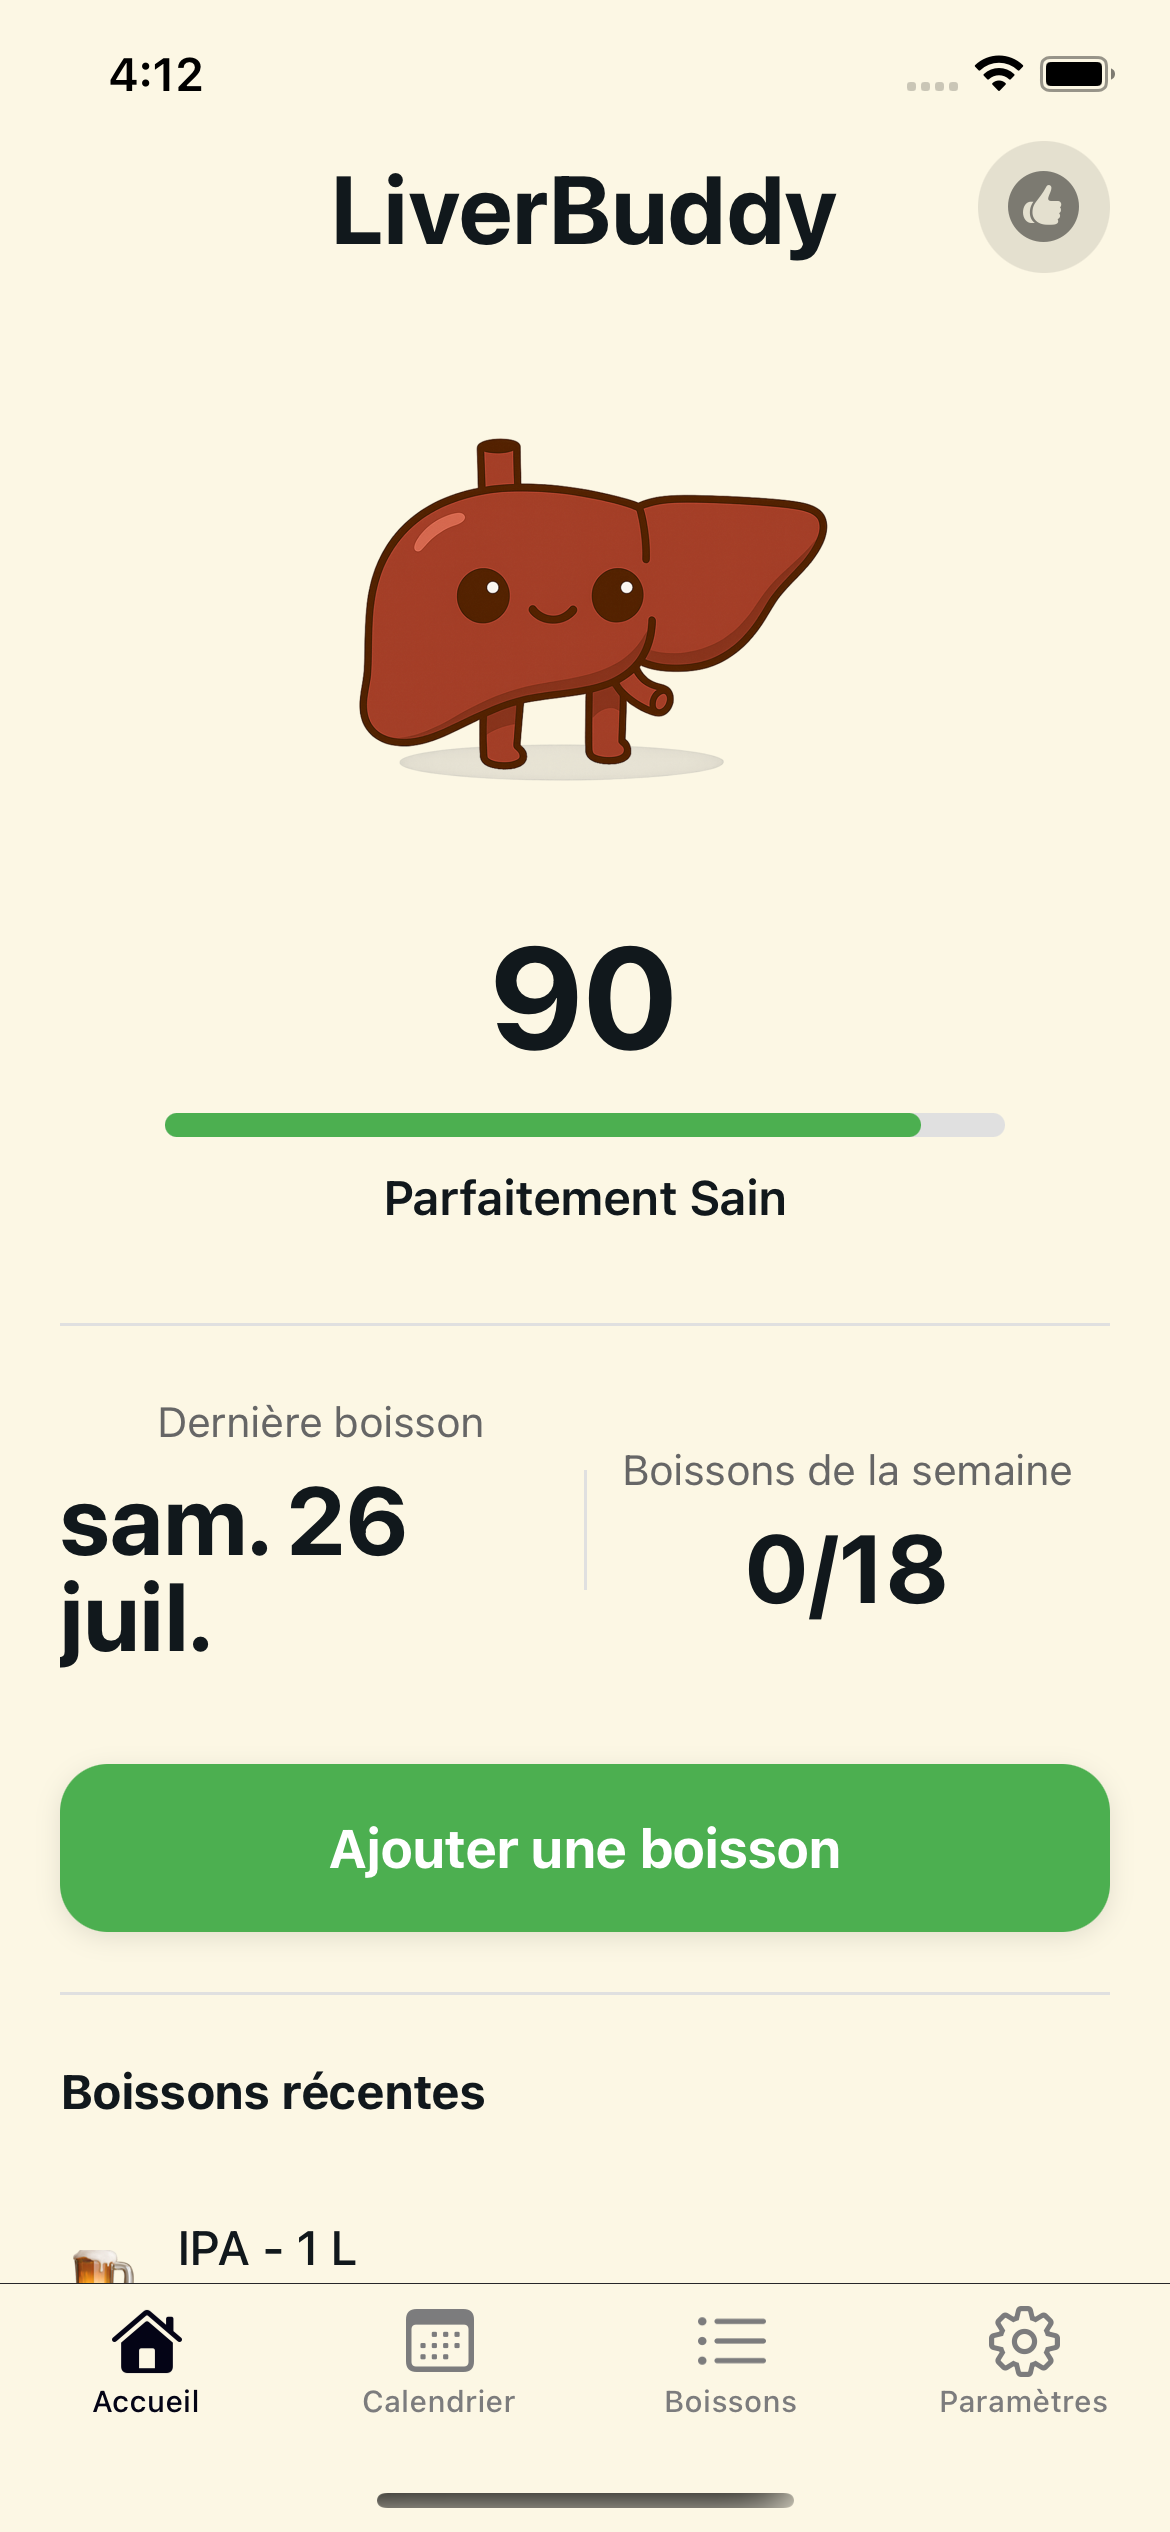 4:12
LiverBuddy
90
Parfaitement Sain
Dernière boisson
sam. 26
juil.
Boissons de la semaine
0/18
Ajouter une boisson
Boissons récentes
IPA - 1 L
Accueil
Calendrier
Boissons
Paramètres